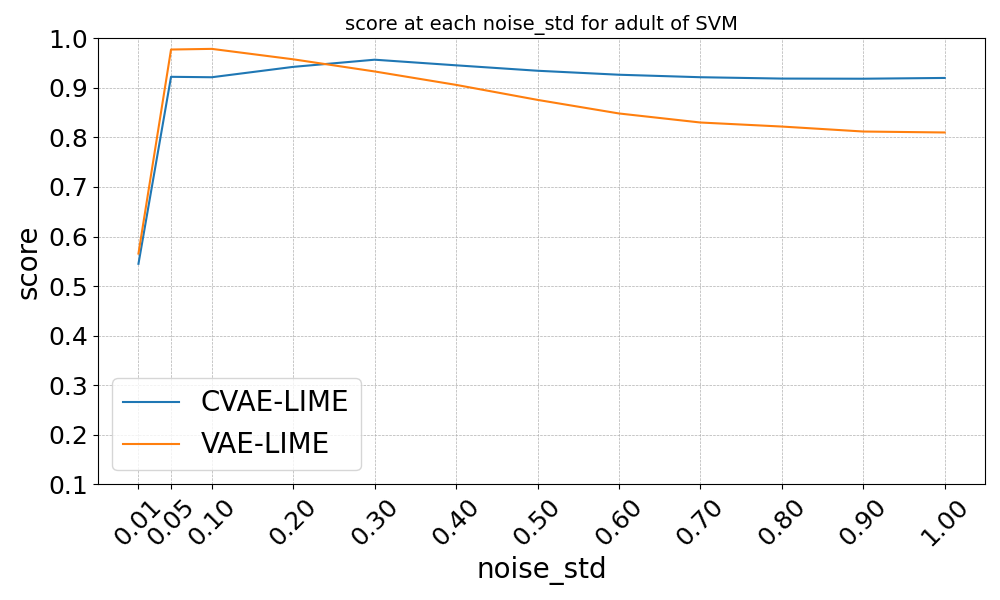 score at each noise_std for adult of SVM
1.0
0.9
0.8
0.7
0.6
0.5
0.4
0.3
0.2
0.1
score
CVAE-LIME
VAE-LIME
0.01 0.05 0.10 0.20 0.30 0.40 0.50 0.60 0.70 0.80 0.90 1.00
noise_std